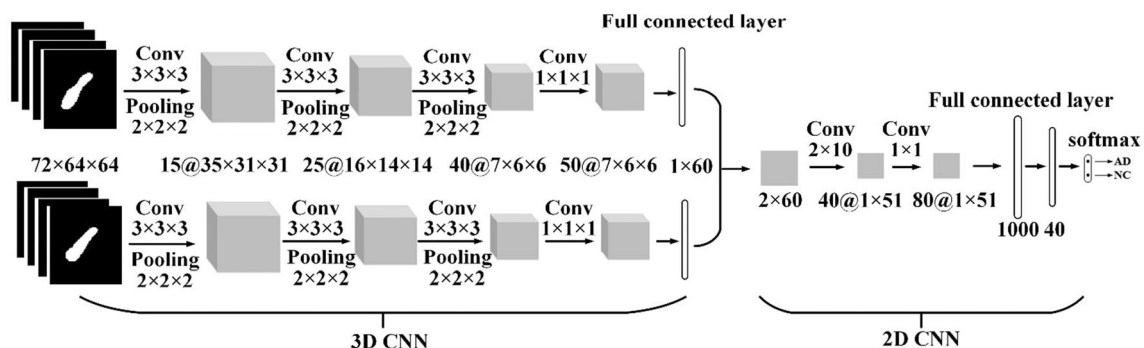 Full connected layer
Conv
3×3×3
Pooling
2×2×2
Conv
3×3×3
Pooling
2×2×2
Conv
3×3×3
Pooling
2×2×2
Conv
1×1×1
72×64×64
15@35×31×31
25@16×14×14
40@7×6×6
50@7×6×6
1×60
Conv
3×3×3
Pooling
2×2×2
Conv
3×3×3
Pooling
2×2×2
Conv
3×3×3
Pooling
2×2×2
Conv
1×1×1
3D CNN
Full connected layer
Conv
2×10
Conv
1×1
softmax
AD
NC
2×60
40@1×51
80@1×51
1000
40
2D CNN